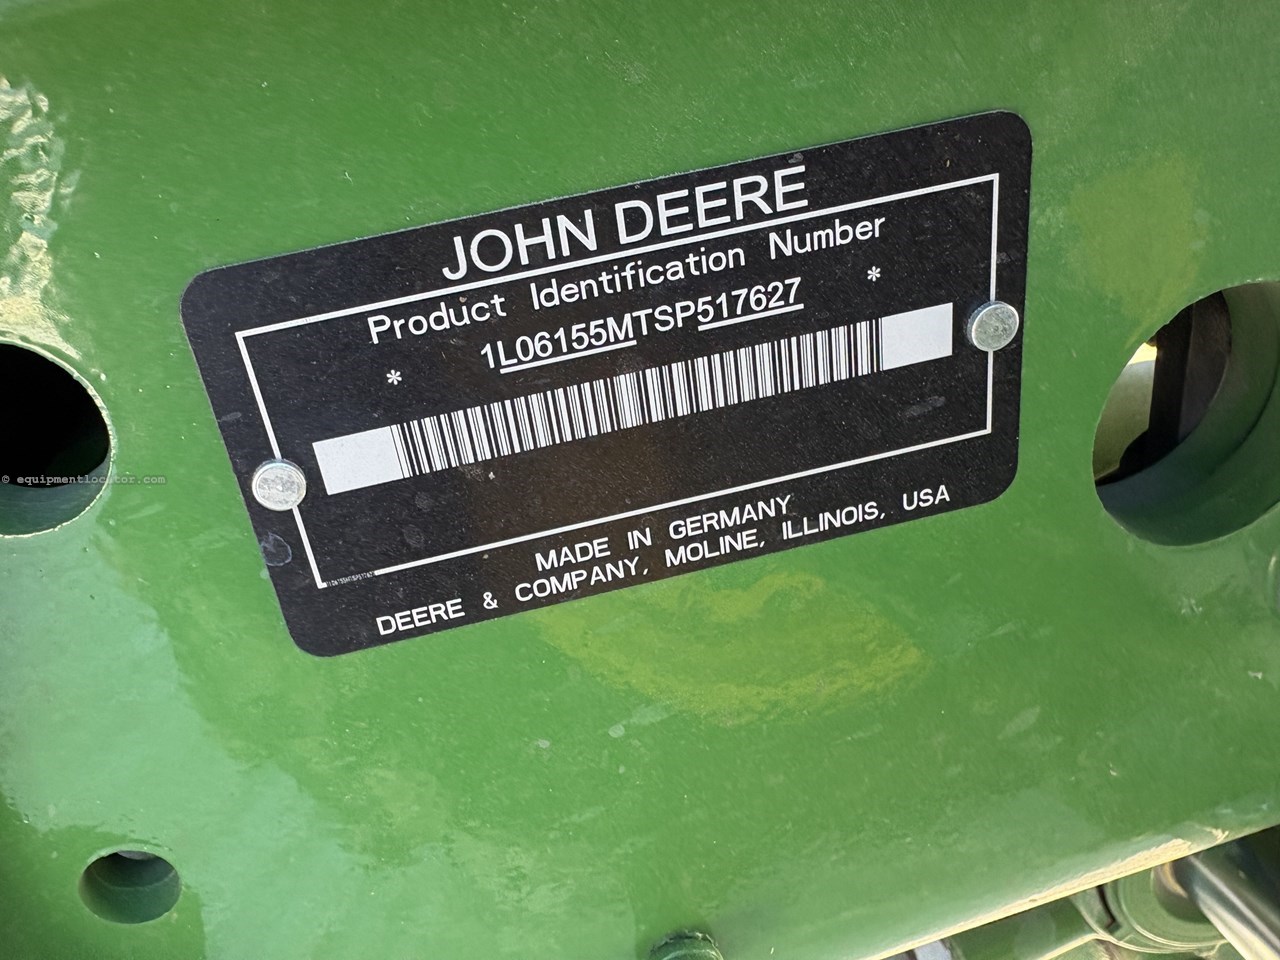 JOHN DEERE
Product Identification Number
* 1L06155MTSP517627 *
MADE IN GERMANY
DEERE & COMPANY, MOLINE, ILLINOIS, USA
© equipmentlocator.com